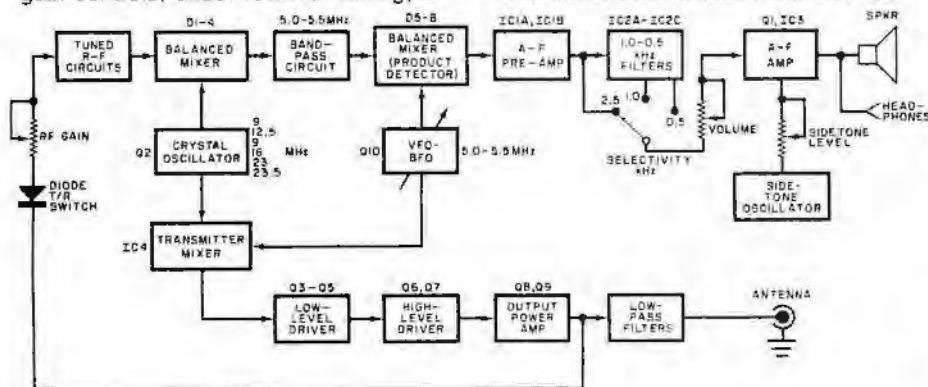 D1-4
5.0-5.5MHz
D5-8
IC1A, IC1B
IC2A-IC2C
Q1, IC3
SPKR
TUNED
R-F
CIRCUITS
BALANCED
MIXER
BAND-
PASS
CIRCUIT
BALANCED
MIXER
(PRODUCT
DETECTOR)
A-F
PRE-AMP
1.0-0.5
kHz
FILTERS
A-F
AMP
2.5
1.0
0.5
HEAD-
PHONES
RF GAIN
VOLUME
SIDETONE
LEVEL
SELECTIVITY
kHz
Q2
CRYSTAL
OSCILLATOR
9
12.5
9
16
23
23.5
MHz
Q10
VFO-
BFO
5.0-5.5MHz
DIODE
T/R
SWITCH
SIDE-
TONE
OSCILLATOR
IC4
TRANSMITTER
MIXER
Q3-Q5
Q6, Q7
Q8, Q9
LOW-
LEVEL
DRIVER
HIGH-
LEVEL
DRIVER
OUTPUT
POWER
AMP
LOW-
PASS
FILTERS
ANTENNA